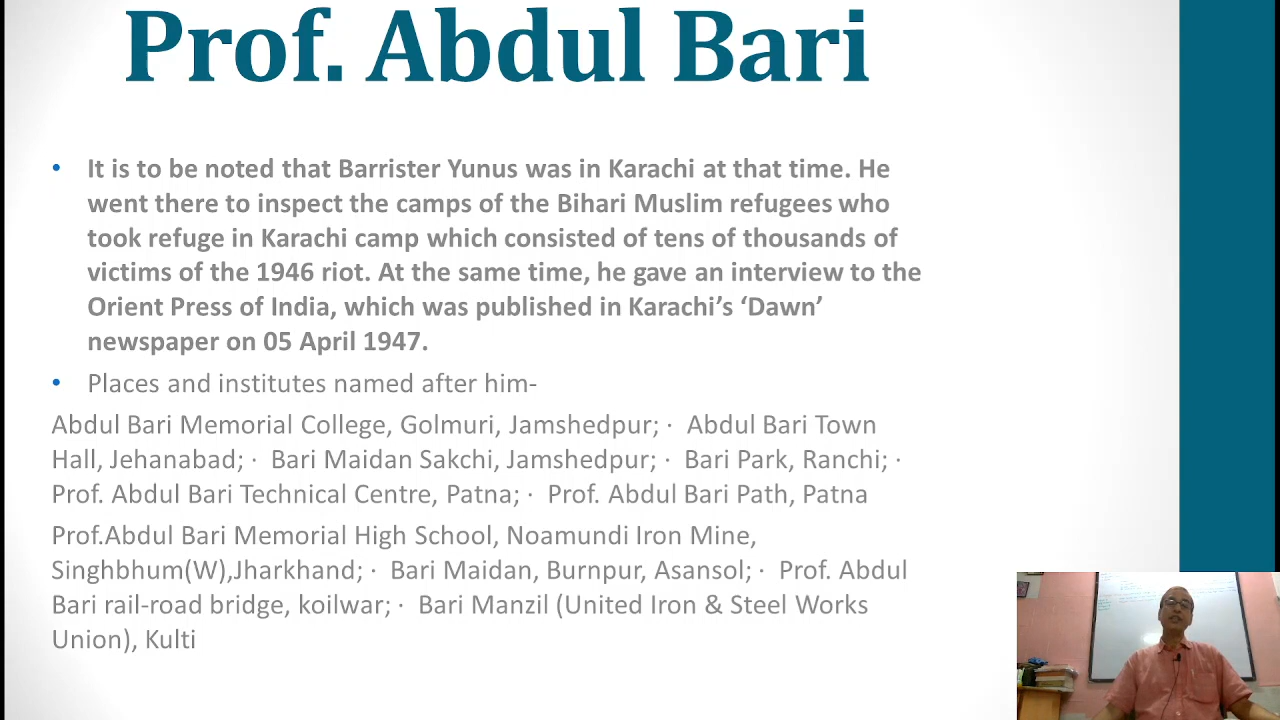 Prof. Abdul Bari
• It is to be noted that Barrister Yunus was in Karachi at that time. He
went there to inspect the camps of the Bihari Muslim refugees who
took refuge in Karachi camp which consisted of tens of thousands of
victims of the 1946 riot. At the same time, he gave an interview to the
Orient Press of India, which was published in Karachi’s ‘Dawn’
newspaper on 05 April 1947.
• Places and institutes named after him-
Abdul Bari Memorial College, Golmuri, Jamshedpur; · Abdul Bari Town
Hall, Jehanabad; · Bari Maidan Sakchi, Jamshedpur; · Bari Park, Ranchi; ·
Prof. Abdul Bari Technical Centre, Patna; · Prof. Abdul Bari Path, Patna
Prof.Abdul Bari Memorial High School, Noamundi Iron Mine,
Singhbhum(W),Jharkhand; · Bari Maidan, Burnpur, Asansol; · Prof. Abdul
Bari rail-road bridge, koilwar; · Bari Manzil (United Iron & Steel Works
Union), Kulti